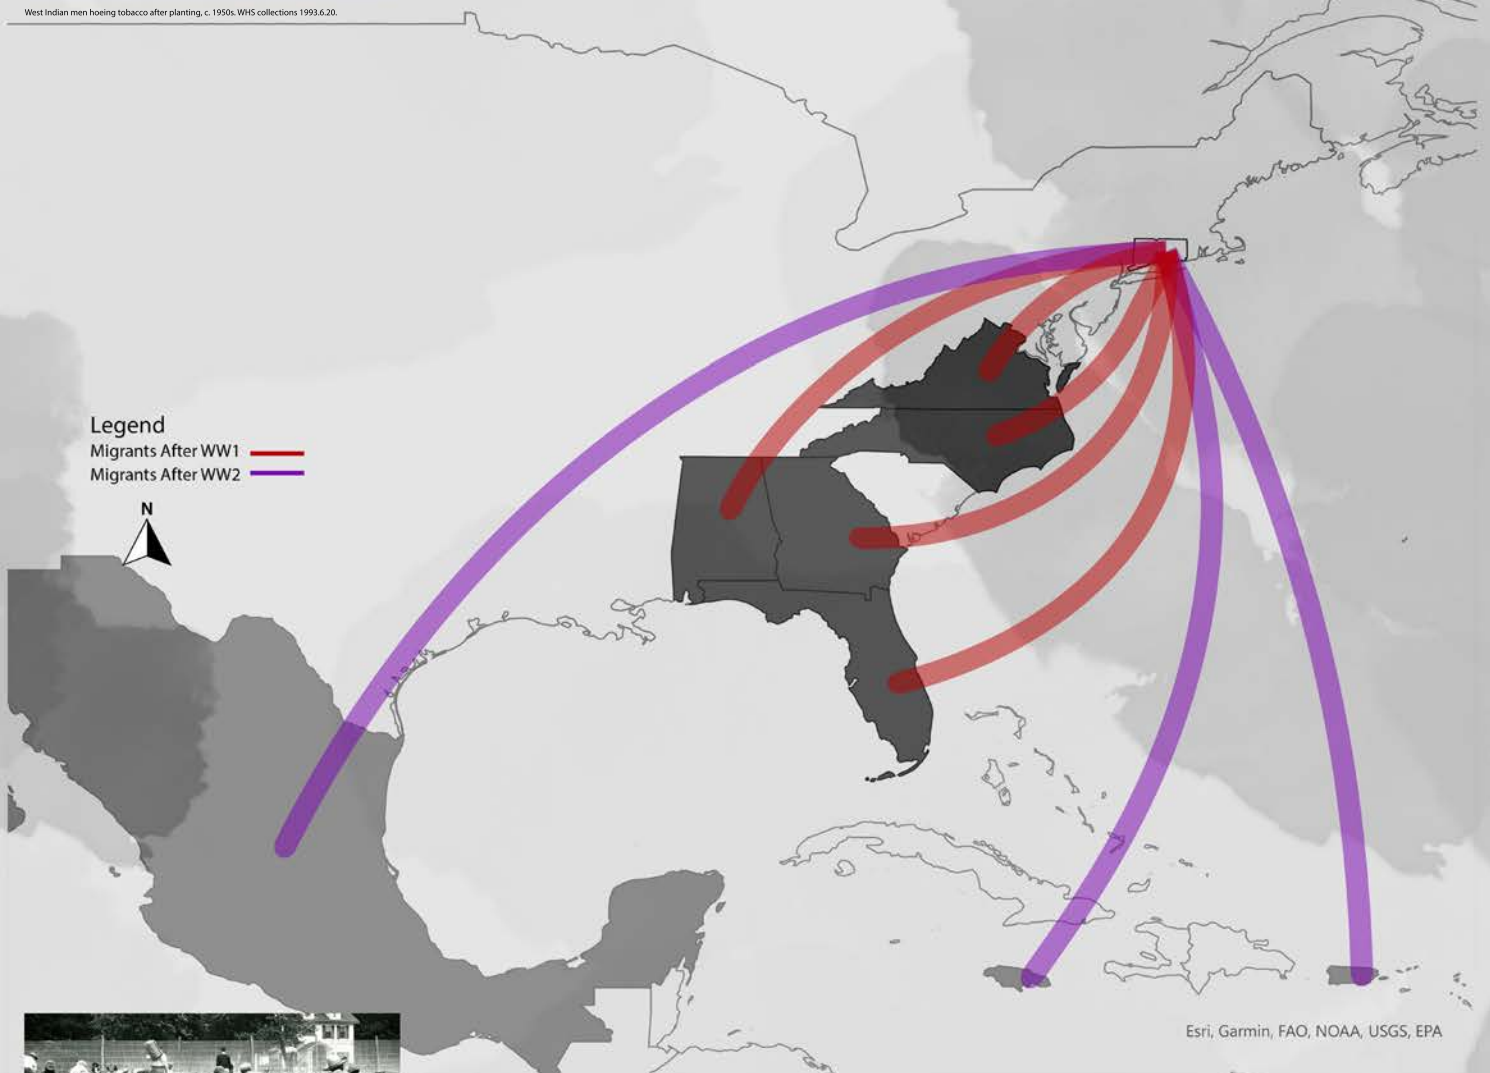 West Indian men hoeing tobacco after planting, c. 1950s. WHS collections 1993.6.20.
Legend
Migrants After WW1
Migrants After WW2
N
Esri, Garmin, FAO, NOAA, USGS, EPA